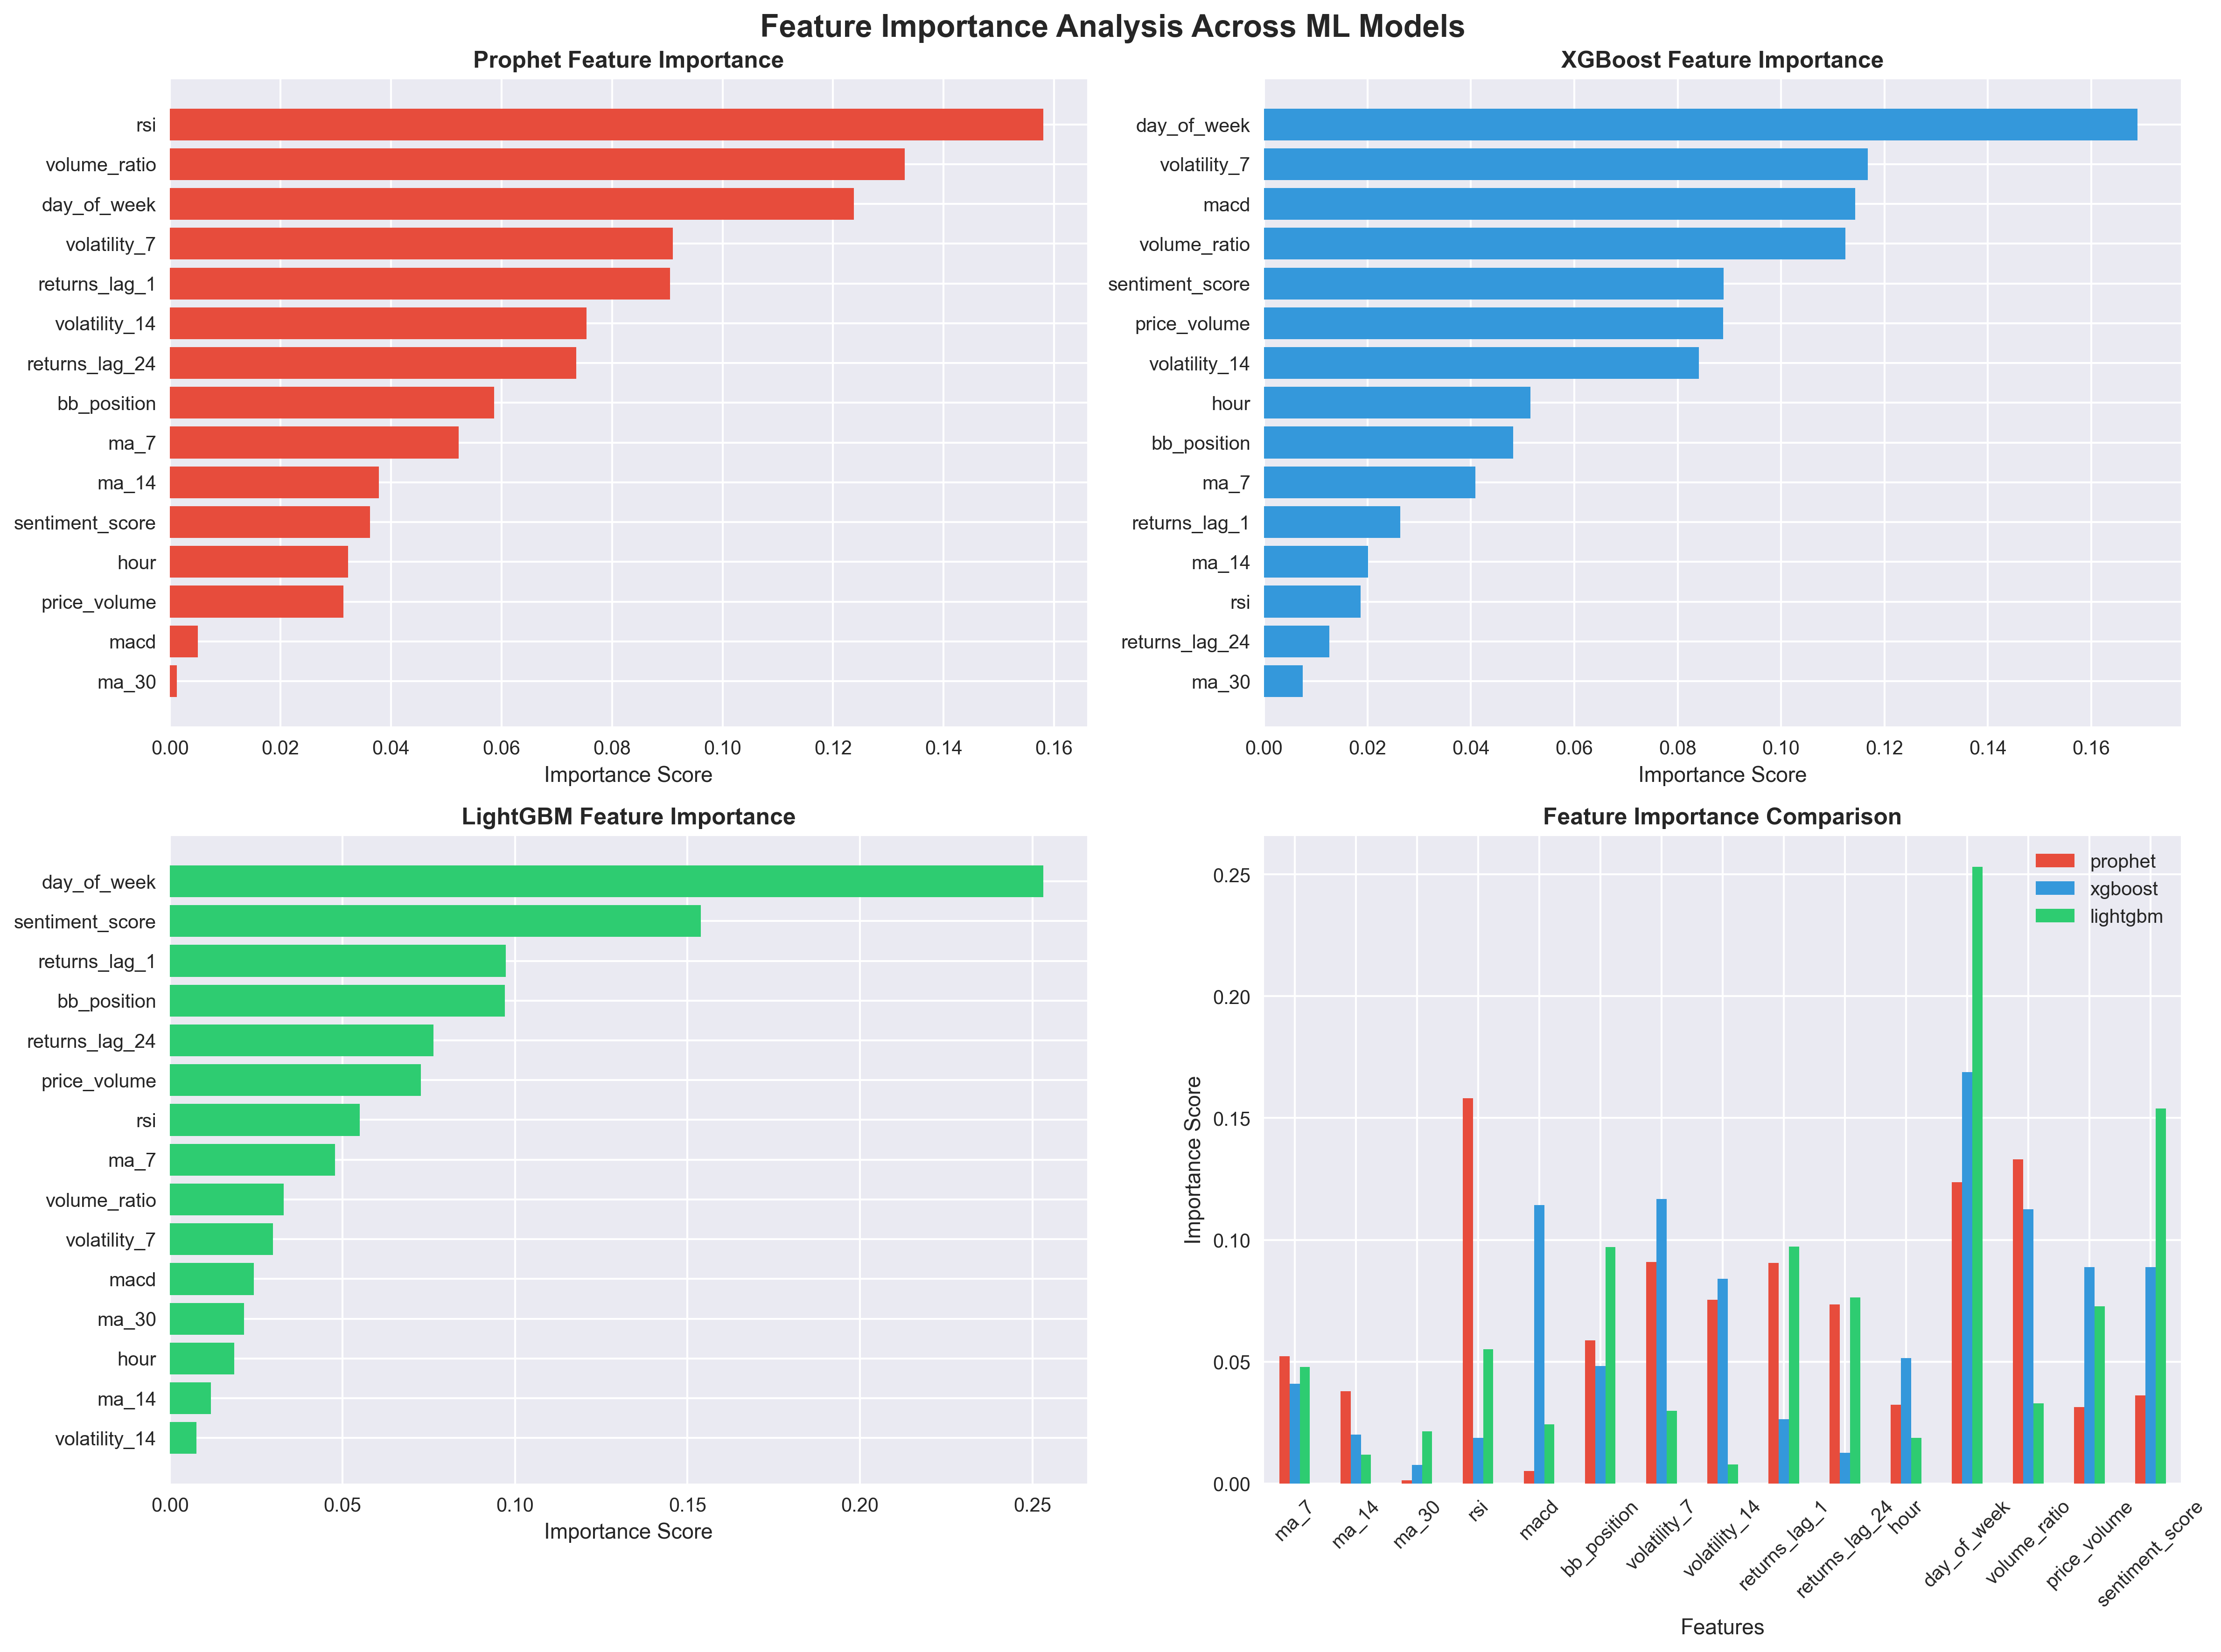 Feature Importance Analysis Across ML Models
Prophet Feature Importance
rsi
volume_ratio
day_of_week
volatility_7
returns_lag_1
volatility_14
returns_lag_24
bb_position
ma_7
ma_14
sentiment_score
hour
price_volume
macd
ma_30
0.00 0.02 0.04 0.06 0.08 0.10 0.12 0.14 0.16
Importance Score
XGBoost Feature Importance
day_of_week
volatility_7
macd
volume_ratio
sentiment_score
price_volume
volatility_14
hour
bb_position
ma_7
returns_lag_1
ma_14
rsi
returns_lag_24
ma_30
0.00 0.02 0.04 0.06 0.08 0.10 0.12 0.14 0.16
Importance Score
LightGBM Feature Importance
day_of_week
sentiment_score
returns_lag_1
bb_position
returns_lag_24
price_volume
rsi
ma_7
volume_ratio
volatility_7
macd
ma_30
hour
ma_14
volatility_14
0.00 0.05 0.10 0.15 0.20 0.25
Importance Score
Feature Importance Comparison
prophet
xgboost
lightgbm
Importance Score
0.25
0.20
0.15
0.10
0.05
0.00
ma_7 ma_14 ma_30 rsi macd bb_position volatility_7 volatility_14 returns_lag_1 returns_lag_24 hour day_of_week volume_ratio price_volume sentiment_score
Features